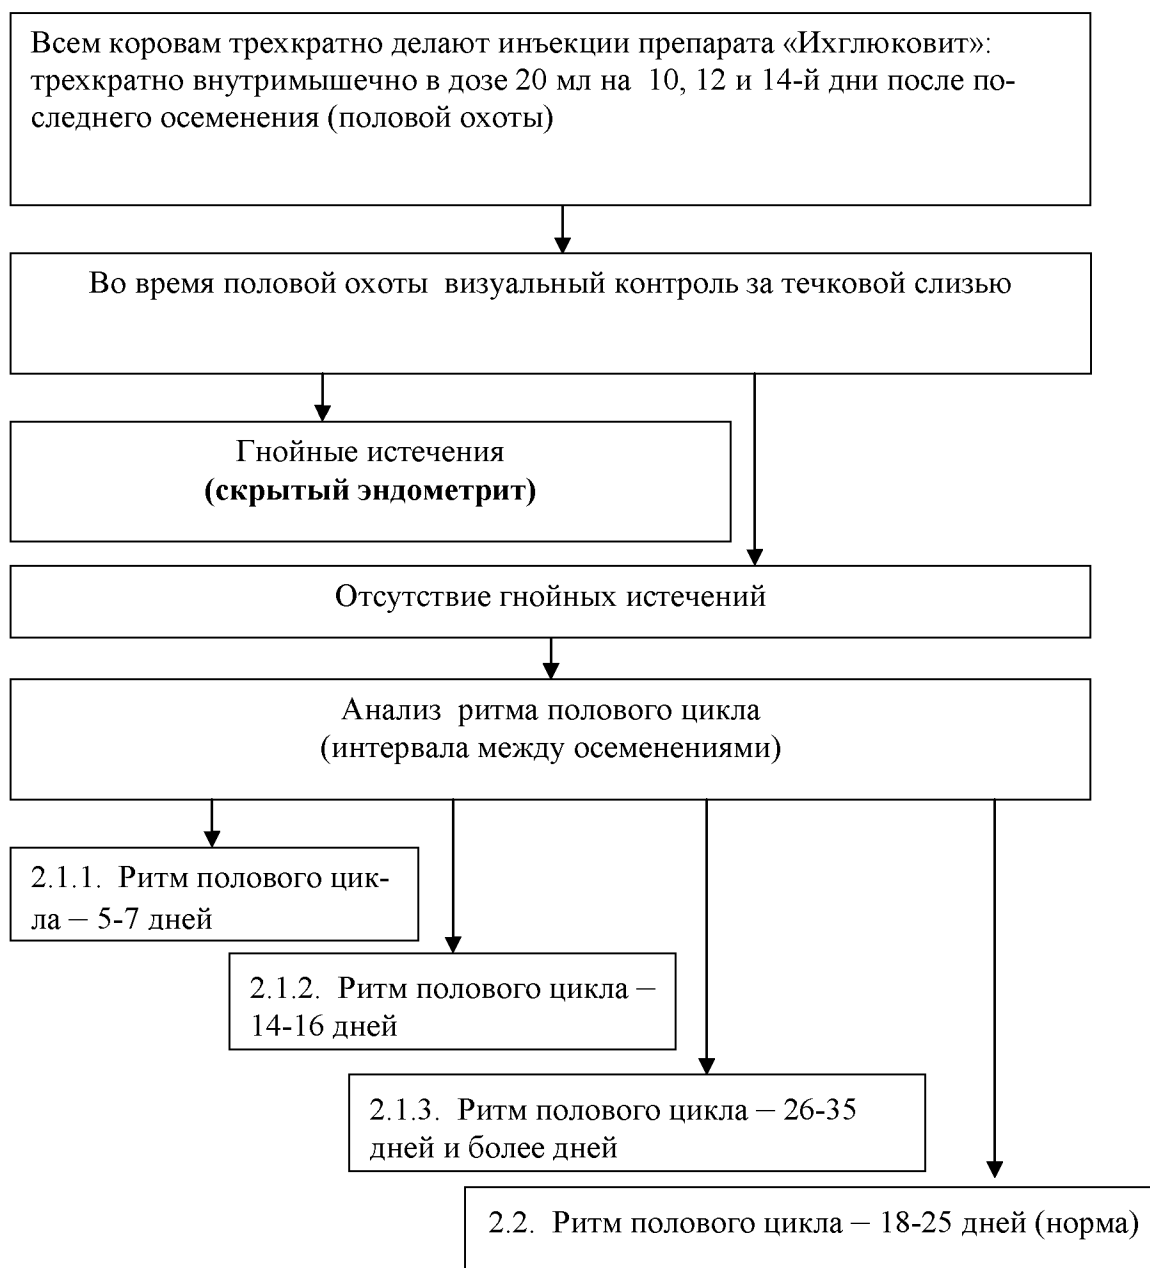 Всем коровам трехкратно делают инъекции препарата «Ихглюковит»:
трехкратно внутримышечно в дозе 20 мл на 10, 12 и 14-й дни после по-
следнего осеменения (половой охоты)
Во время половой охоты визуальный контроль за течковой слизью
Гнойные истечения
(скрытый эндометрит)
Отсутствие гнойных истечений
Анализ ритма полового цикла
(интервала между осеменениями)
2.1.1. Ритм полового цик-
ла – 5-7 дней
2.1.2. Ритм полового цикла –
14-16 дней
2.1.3. Ритм полового цикла – 26-35
дней и более дней
2.2. Ритм полового цикла – 18-25 дней (норма)